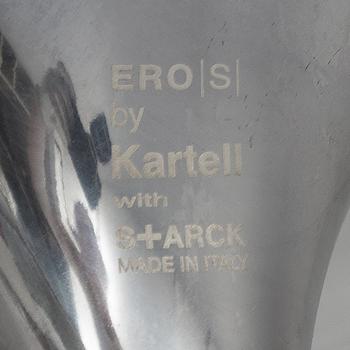 ERO|S|
by
Kartell
with
S+ARCK
MADE IN ITALY